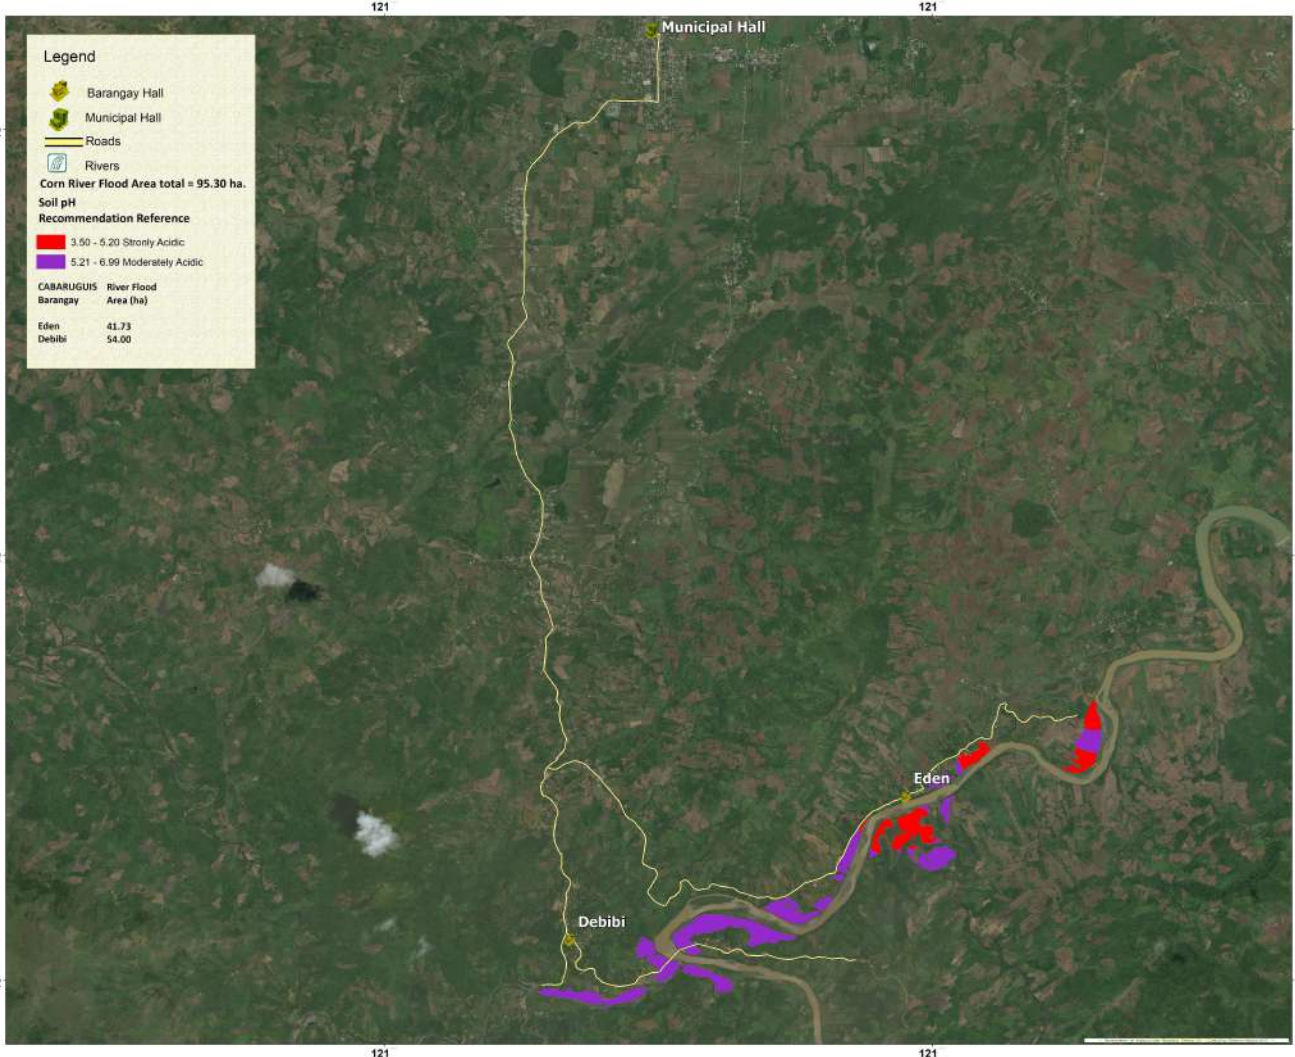 121
121
Municipal Hall
Legend
Barangay Hall
Municipal Hall
Roads
Rivers
Corn River Flood Area total = 95.30 ha.
Soil pH
Recommendation Reference
3.50 - 5.20 Stronly Acidic
5.21 - 6.99 Moderately Acidic
CABARUGUIS River Flood
Barangay Area (ha)
Eden 41.73
Debibi 54.00
Eden
Debibi
121
121